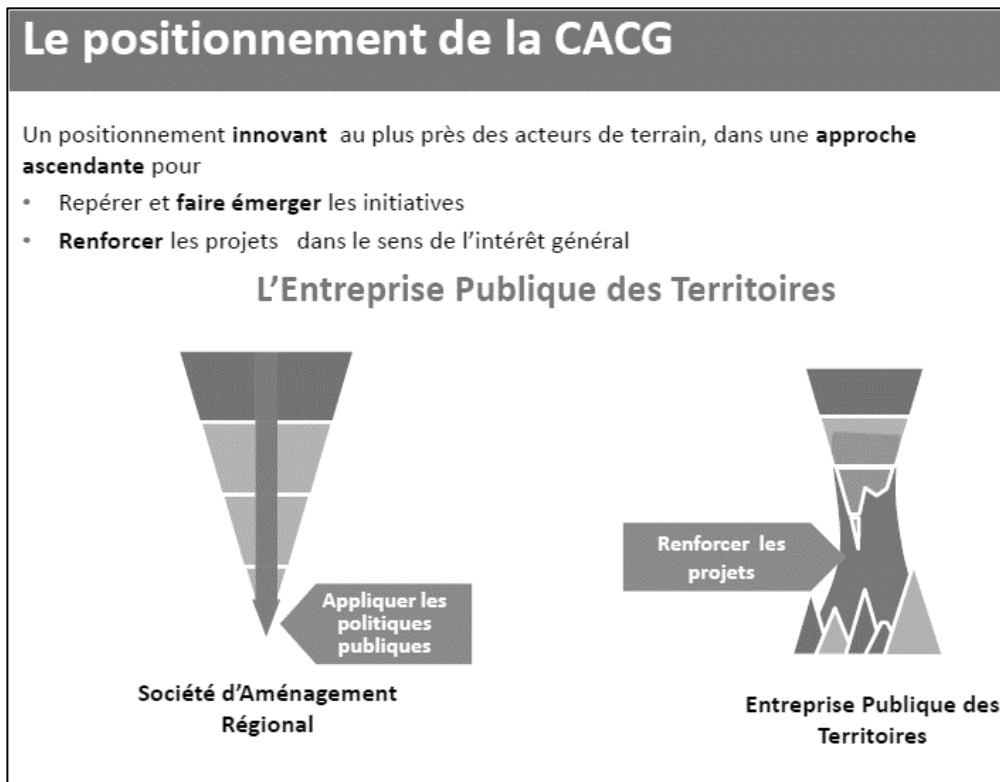 Le positionnement de la CACG
Un positionnement innovant au plus près des acteurs de terrain, dans une approche
ascendante pour
• Repérer et faire émerger les initiatives
• Renforcer les projets dans le sens de l’intérêt général
L’Entreprise Publique des Territoires
Appliquer les
politiques
publiques
Société d’Aménagement
Régional
Renforcer les
projets
Entreprise Publique des
Territoires